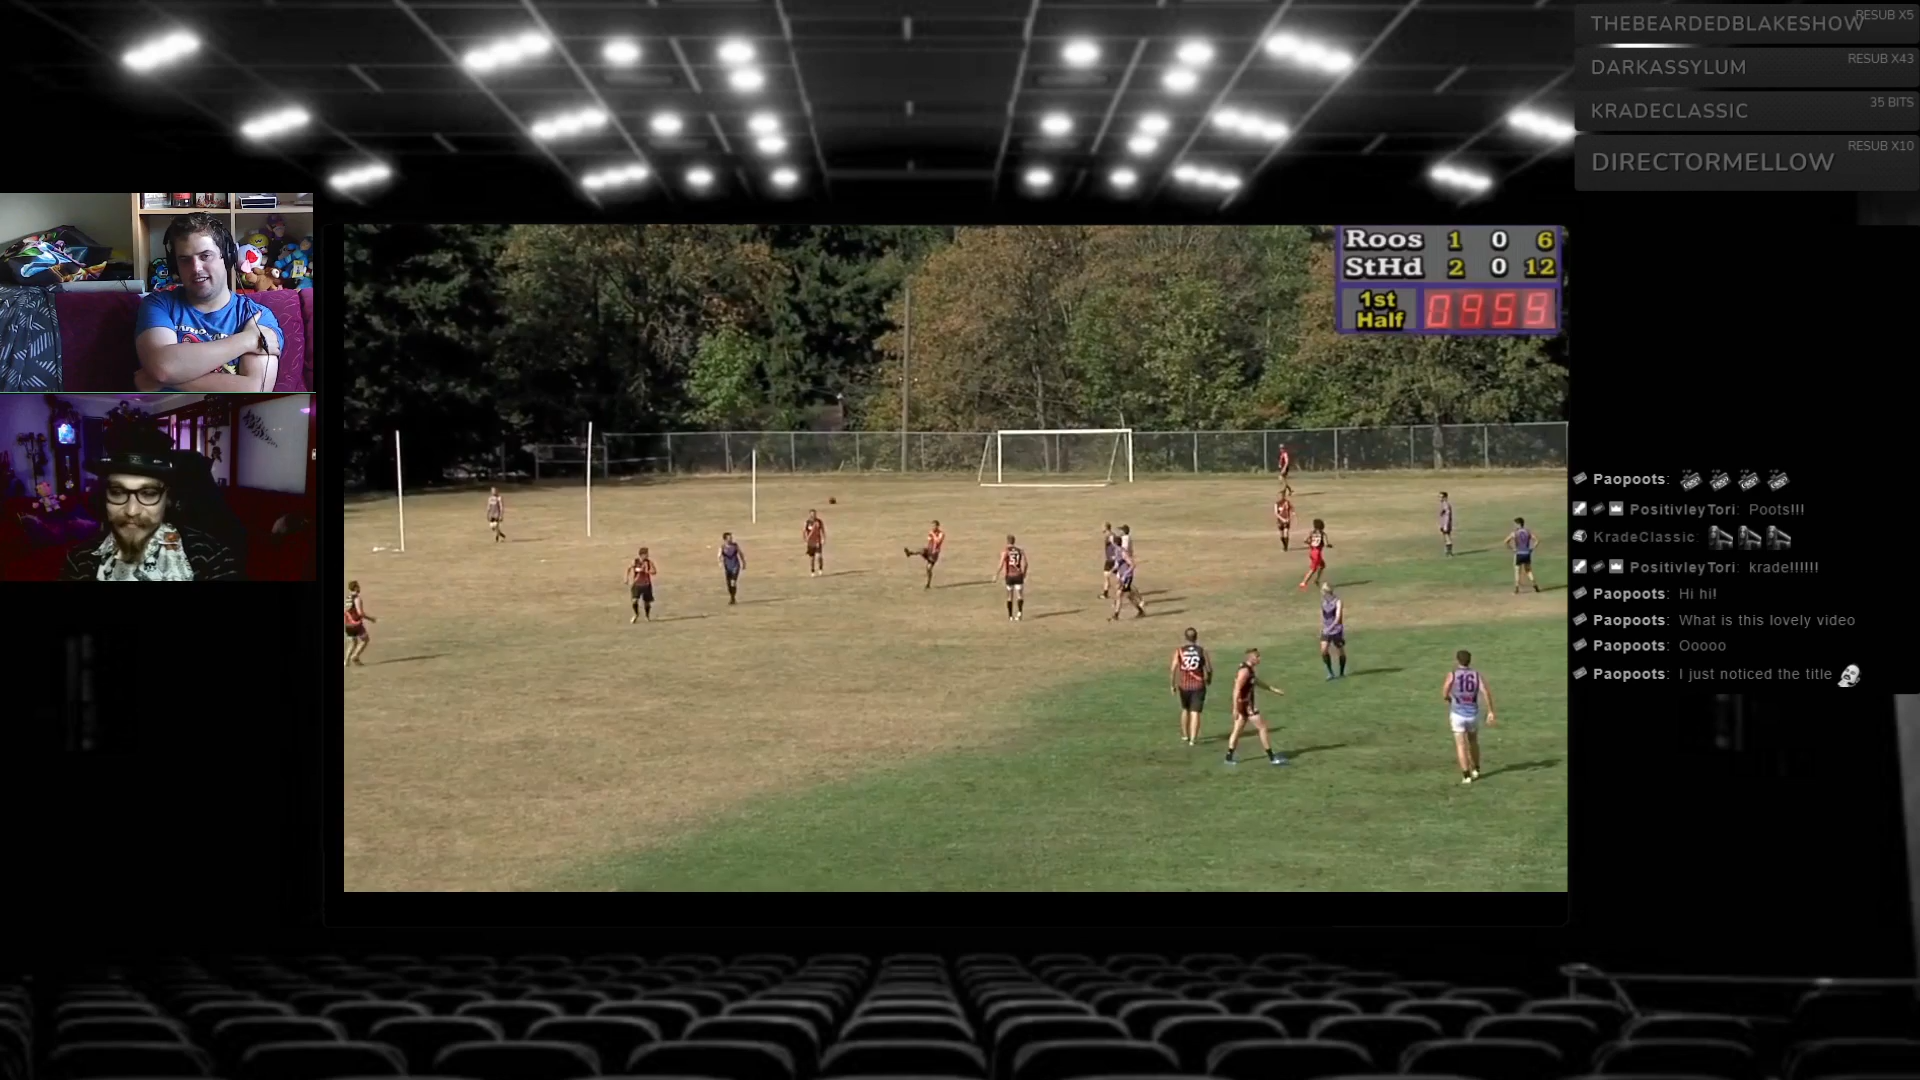 RESUB X5
THEBEARDEDBLAKESHOW
RESUB X43
DARKASSYLUM
35 BITS
KRADECLASSIC
RESUB X10
DIRECTORMELLOW
Roos 1 0 6
StHd 2 0 12
1st Half 0459
51
36
16
Paopoots:
PositivleyTori: Poots!!!
KradeClassic:
PositivleyTori: krade!!!!!!
Paopoots: Hi hi!
Paopoots: What is this lovely video
Paopoots: Ooooo
Paopoots: I just noticed the title